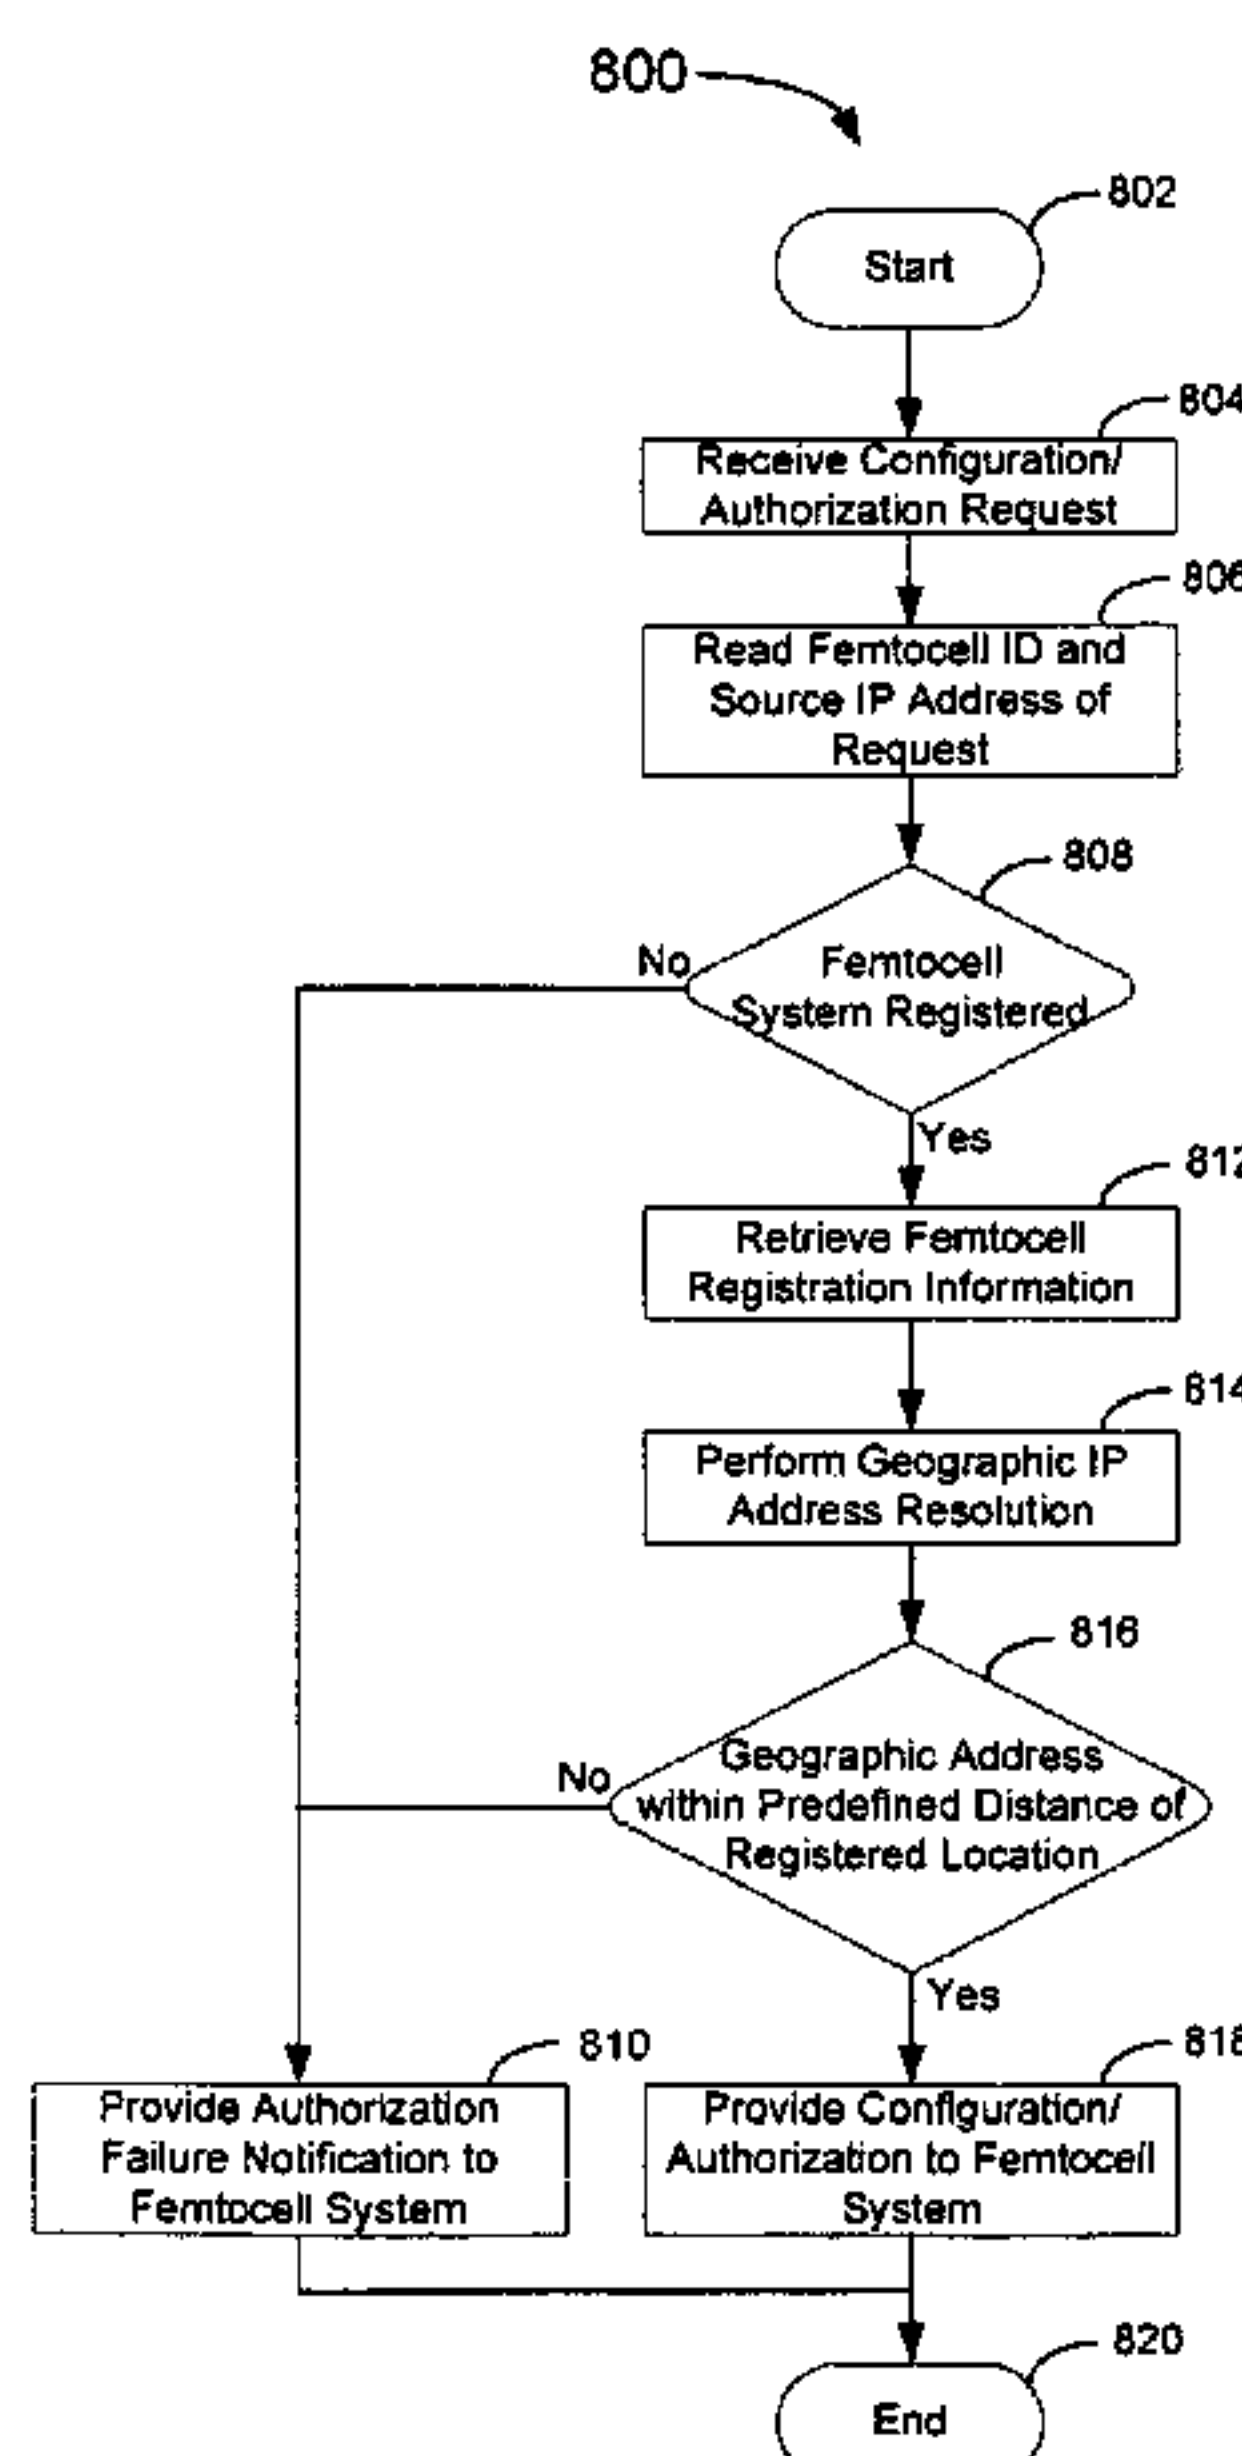 800
802
Start
804
Receive Configuration/
Authorization Request
806
Read Femtocell ID and
Source IP Address of
Request
808
No
Femtocell
System Registered
Yes
812
Retrieve Femtocell
Registration Information
814
Perform Geographic IP
Address Resolution
816
No
Geographic Address
within Predefined Distance of
Registered Location
Yes
810
Provide Authorization
Failure Notification to
Femtocell System
818
Provide Configuration/
Authorization to Femtocell
System
820
End